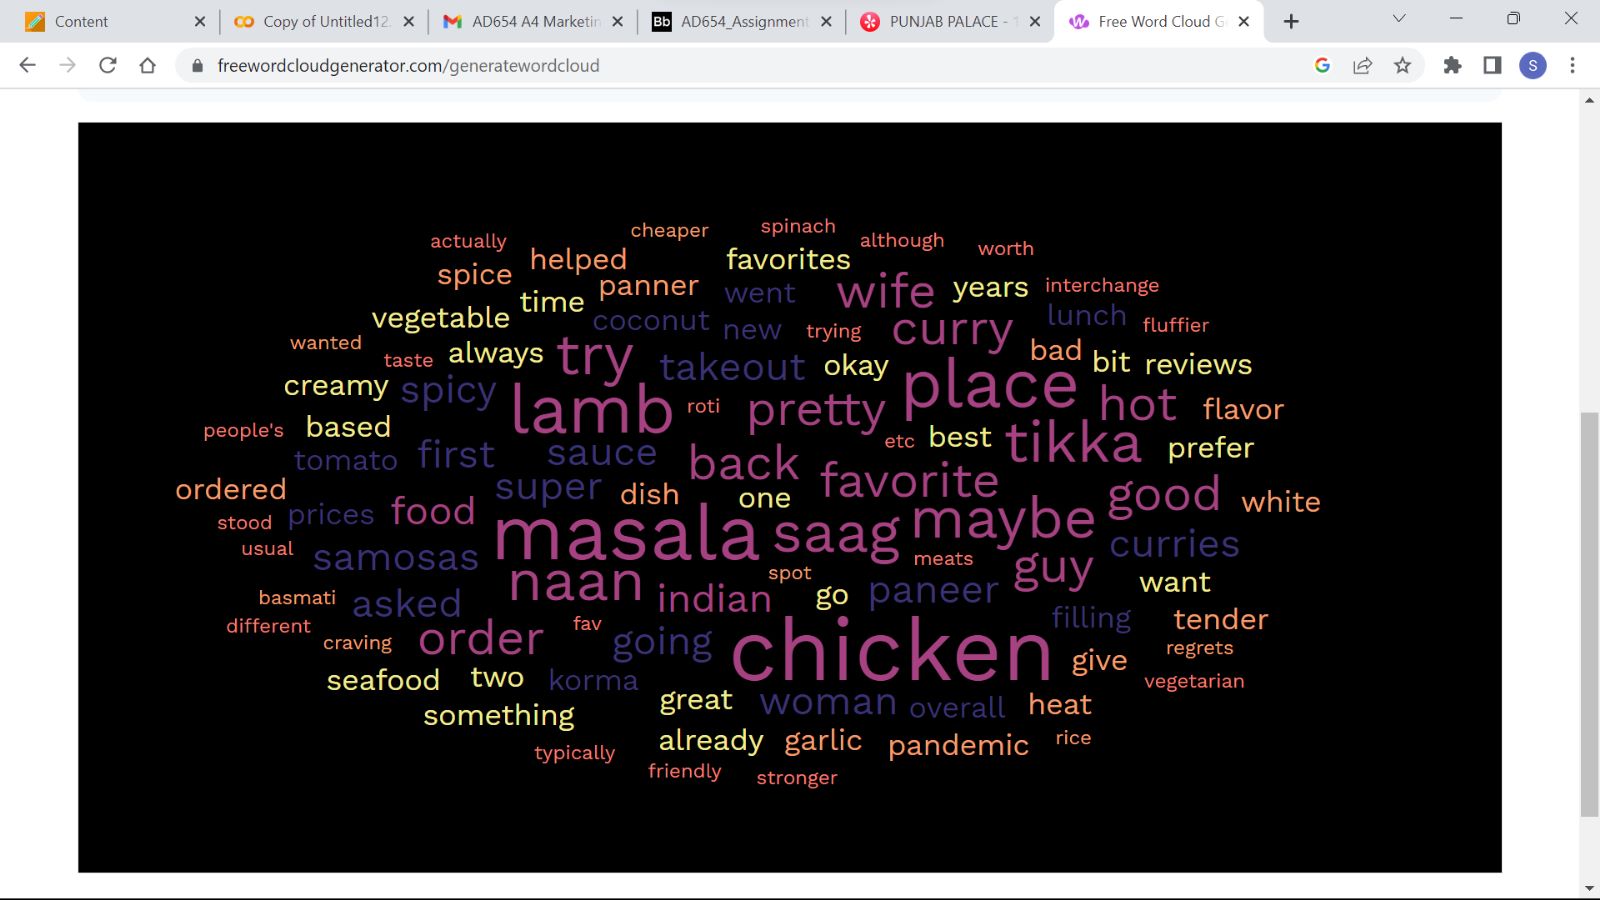 Content
Copy of Untitled12.
AD654 A4 Marketin
Bb AD654_Assignment
PUNJAB PALACE - 1
Free Word Cloud Ge
freewordcloudgenerator.com/generatewordcloud
G
S
cheaper spinach
actually although worth
spice helped favorites
vegetable time panner went wife years interchange
coconut new trying curry lunch fluffier
wanted taste always try takeout okay bad bit reviews
creamy spicy lamb roti pretty place hot flavor
people's based etc best tikka prefer
tomato first sauce back favorite
ordered super dish one good white
stood prices food masala saag maybe
usual samosas naan spot meats guy curries
basmati asked indian go paneer want
different craving order fav going chicken filling tender
give regrets
seafood two korma vegetarian
something great woman overall heat
already garlic pandemic rice
typically friendly stronger